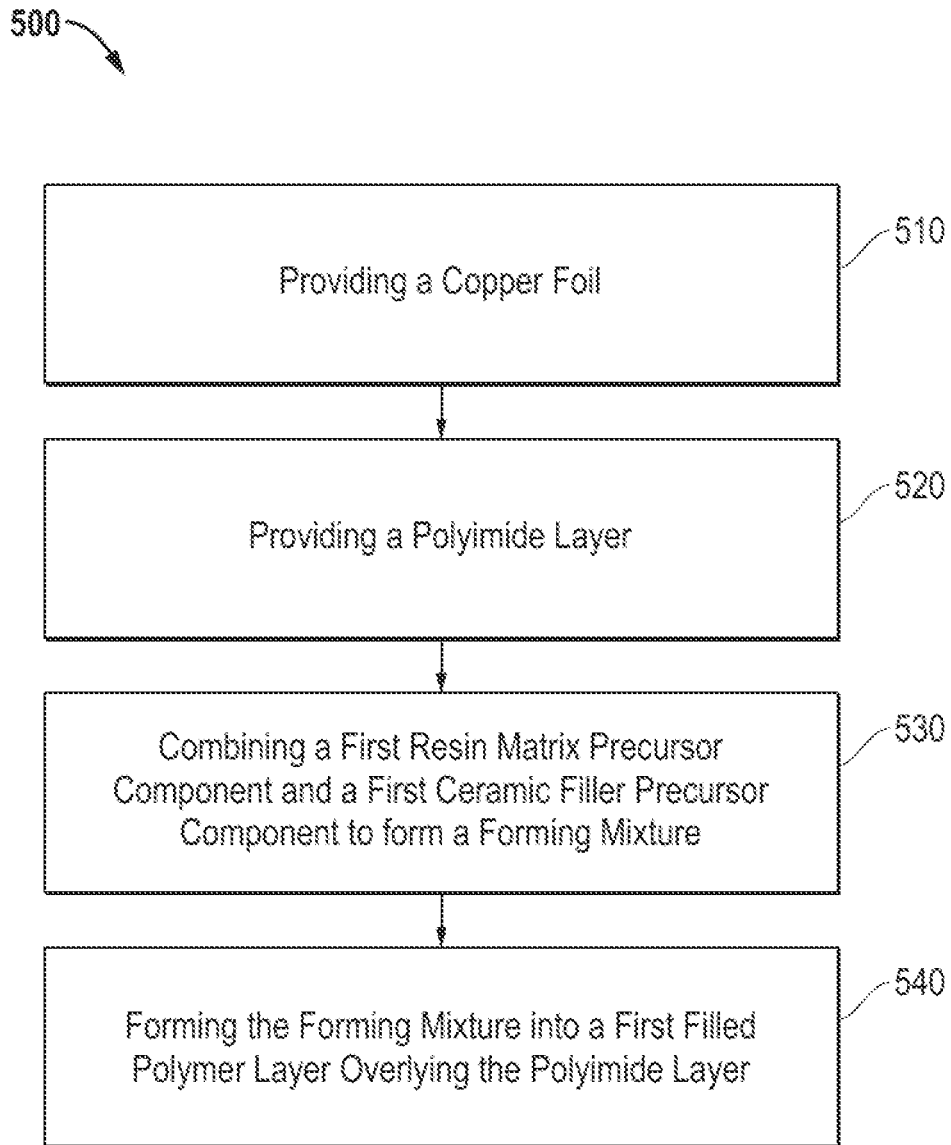 500
Providing a Copper Foil
510
Providing a Polyimide Layer
520
Combining a First Resin Matrix Precursor
Component and a First Ceramic Filler Precursor
Component to form a Forming Mixture
530
Forming the Forming Mixture into a First Filled
Polymer Layer Overlying the Polyimide Layer
540